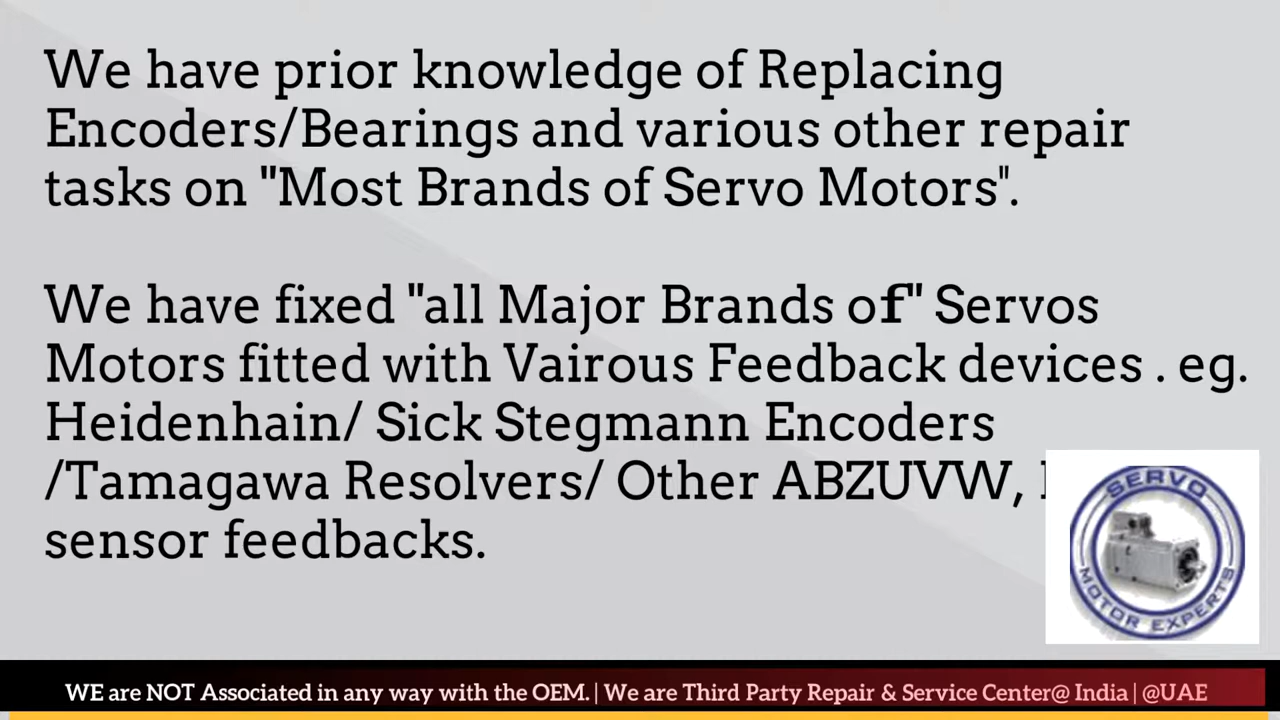 We have prior knowledge of Replacing
Encoders/Bearings and various other repair
tasks on "Most Brands of Servo Motors".
We have fixed "all Major Brands of" Servos
Motors fitted with Vairous Feedback devices . eg.
Heidenhain/ Sick Stegmann Encoders
/Tamagawa Resolvers/ Other ABZUVW,
sensor feedbacks.
SERVO
MOTOR EXPERTS
WE are NOT Associated in any way with the OEM. | We are Third Party Repair & Service Center@ India | @UAE